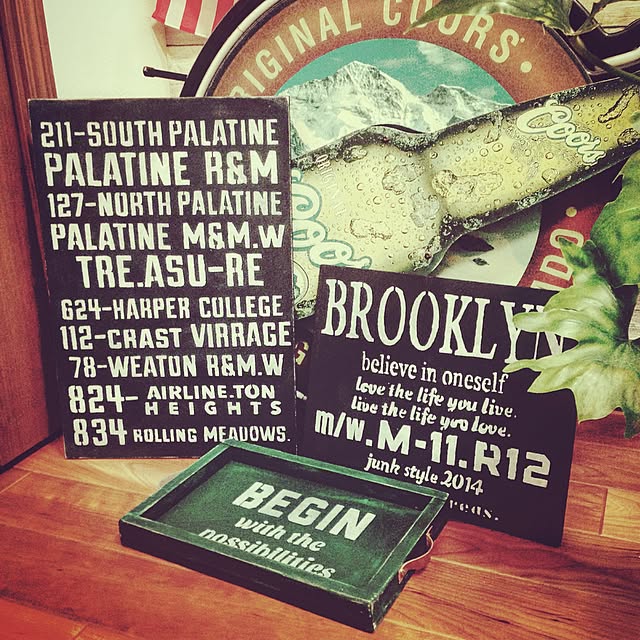 ORIGINAL COORS
Coors
Coors
211-SOUTH PALATINE
PALATINE R&M
127-NORTH PALATINE
PALATINE M&M.W
TRE.ASU-RE
624-HARPER COLLEGE
112-CRAST VIRRAGE
78-WEATON R&M.W
824- AIRLINE.TON
HEIGHTS
834 ROLLING MEADOWS.
BROOKLYN
believe in oneself
love the life you live.
live the life you love.
m/w.M-11.R12
junk style.2014
BEGIN
with the
possibilities